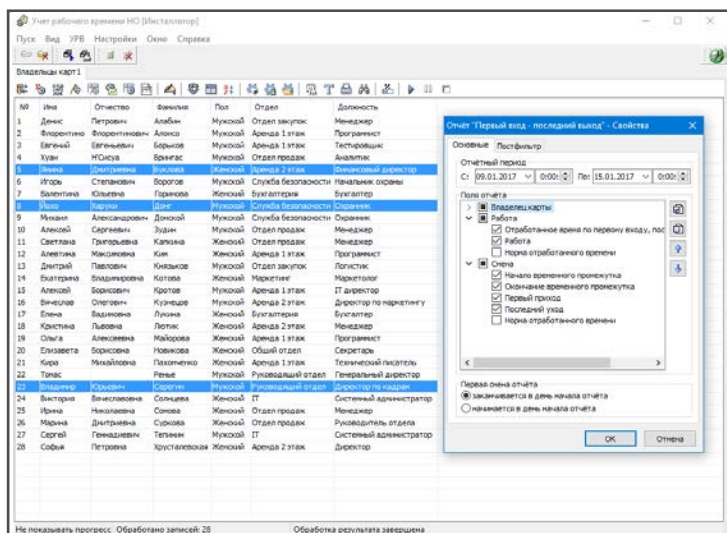 Учет рабочего времени НО [Инсталлятор]
Пуск Вид УРВ Настройки Окно Справка
Владельцы карт1
№ Имя Отчество Фамилия Пол Отдел Должность
1 Денис Петрович Алабин Мужской Отдел закупок Менеджер
2 Флорентино Флорентинович Алонсо Мужской Аренда 1 этаж Программист
3 Евгений Евгеньевич Борьков Мужской Аренда 1 этаж Тестировщик
4 Хуан Н'Сисуа Брингас Мужской Отдел продаж Аналитик
5 Янина Дмитриевна Буклова Женский Аренда 2 этаж Финансовый директор
6 Игорь Степанович Ворогов Мужской Служба безопасности Начальник охраны
7 Валентина Юльевна Горинова Женский Бухгалтерия Бухгалтер
8 Йохо Харуки Донг Мужской Служба безопасности Охранник
9 Михаил Александрович Донской Мужской Служба безопасности Охранник
10 Алексей Сергеевич Зудин Мужской Отдел продаж Менеджер
11 Светлана Григорьевна Капкина Женский Отдел продаж Менеджер
12 Алевтина Максимовна Ким Женский Аренда 1 этаж Программист
13 Дмитрий Павлович Князьков Мужской Отдел закупок Логистик
14 Екатерина Владимировна Котова Женский Маркетинг Маркетолог
15 Алексей Борисович Кротов Мужской Аренда 1 этаж IT директор
16 Вячеслав Олегович Кузнецов Мужской Аренда 2 этаж Директор по маркетингу
17 Елена Вадимовна Лукина Женский Бухгалтерия Бухгалтер
18 Кристина Львовна Лютик Женский Аренда 2 этаж Менеджер
19 Ольга Алексеевна Майорова Женский Аренда 1 этаж Программист
20 Елизавета Борисовна Новикова Женский Общий отдел Секретарь
21 Кира Михайловна Пахомченко Женский Аренда 1 этаж Технический писатель
22 Томас Ренье Мужской Руководящий отдел Генеральный директор
23 Владимир Юрьевич Серегин Мужской Руководящий отдел Директор по кадрам
24 Виктория Вячеславовна Солнцева Женский IT Системный администратор
25 Ирина Николаевна Сомова Женский Отдел продаж Менеджер
26 Марина Дмитриевна Суркова Женский Отдел продаж Руководитель отдела
27 Сергей Геннадиевич Тепинин Мужской IT Системный администратор
28 Софья Петровна Хрусталевская Женский Аренда 2 этаж Директор
Отчёт "Первый вход - последний выход" - Свойства
Основные Постфильтр
Отчётный период
С: 09.01.2017 0:00: По: 15.01.2017 0:00:
Поля отчёта
Владелец карты
Работа
Отработанное время по первому входу, пос
Работа
Норма отработанного времени
Смена
Начало временного промежутка
Окончание временного промежутка
Первый приход
Последний уход
Норма отработанного времени
Первая смена отчёта
заканчивается в день начала отчёта
начинается в день начала отчёта
ОК Отмена
Не показывать прогресс Обработано записей: 28 Обработка результата завершена